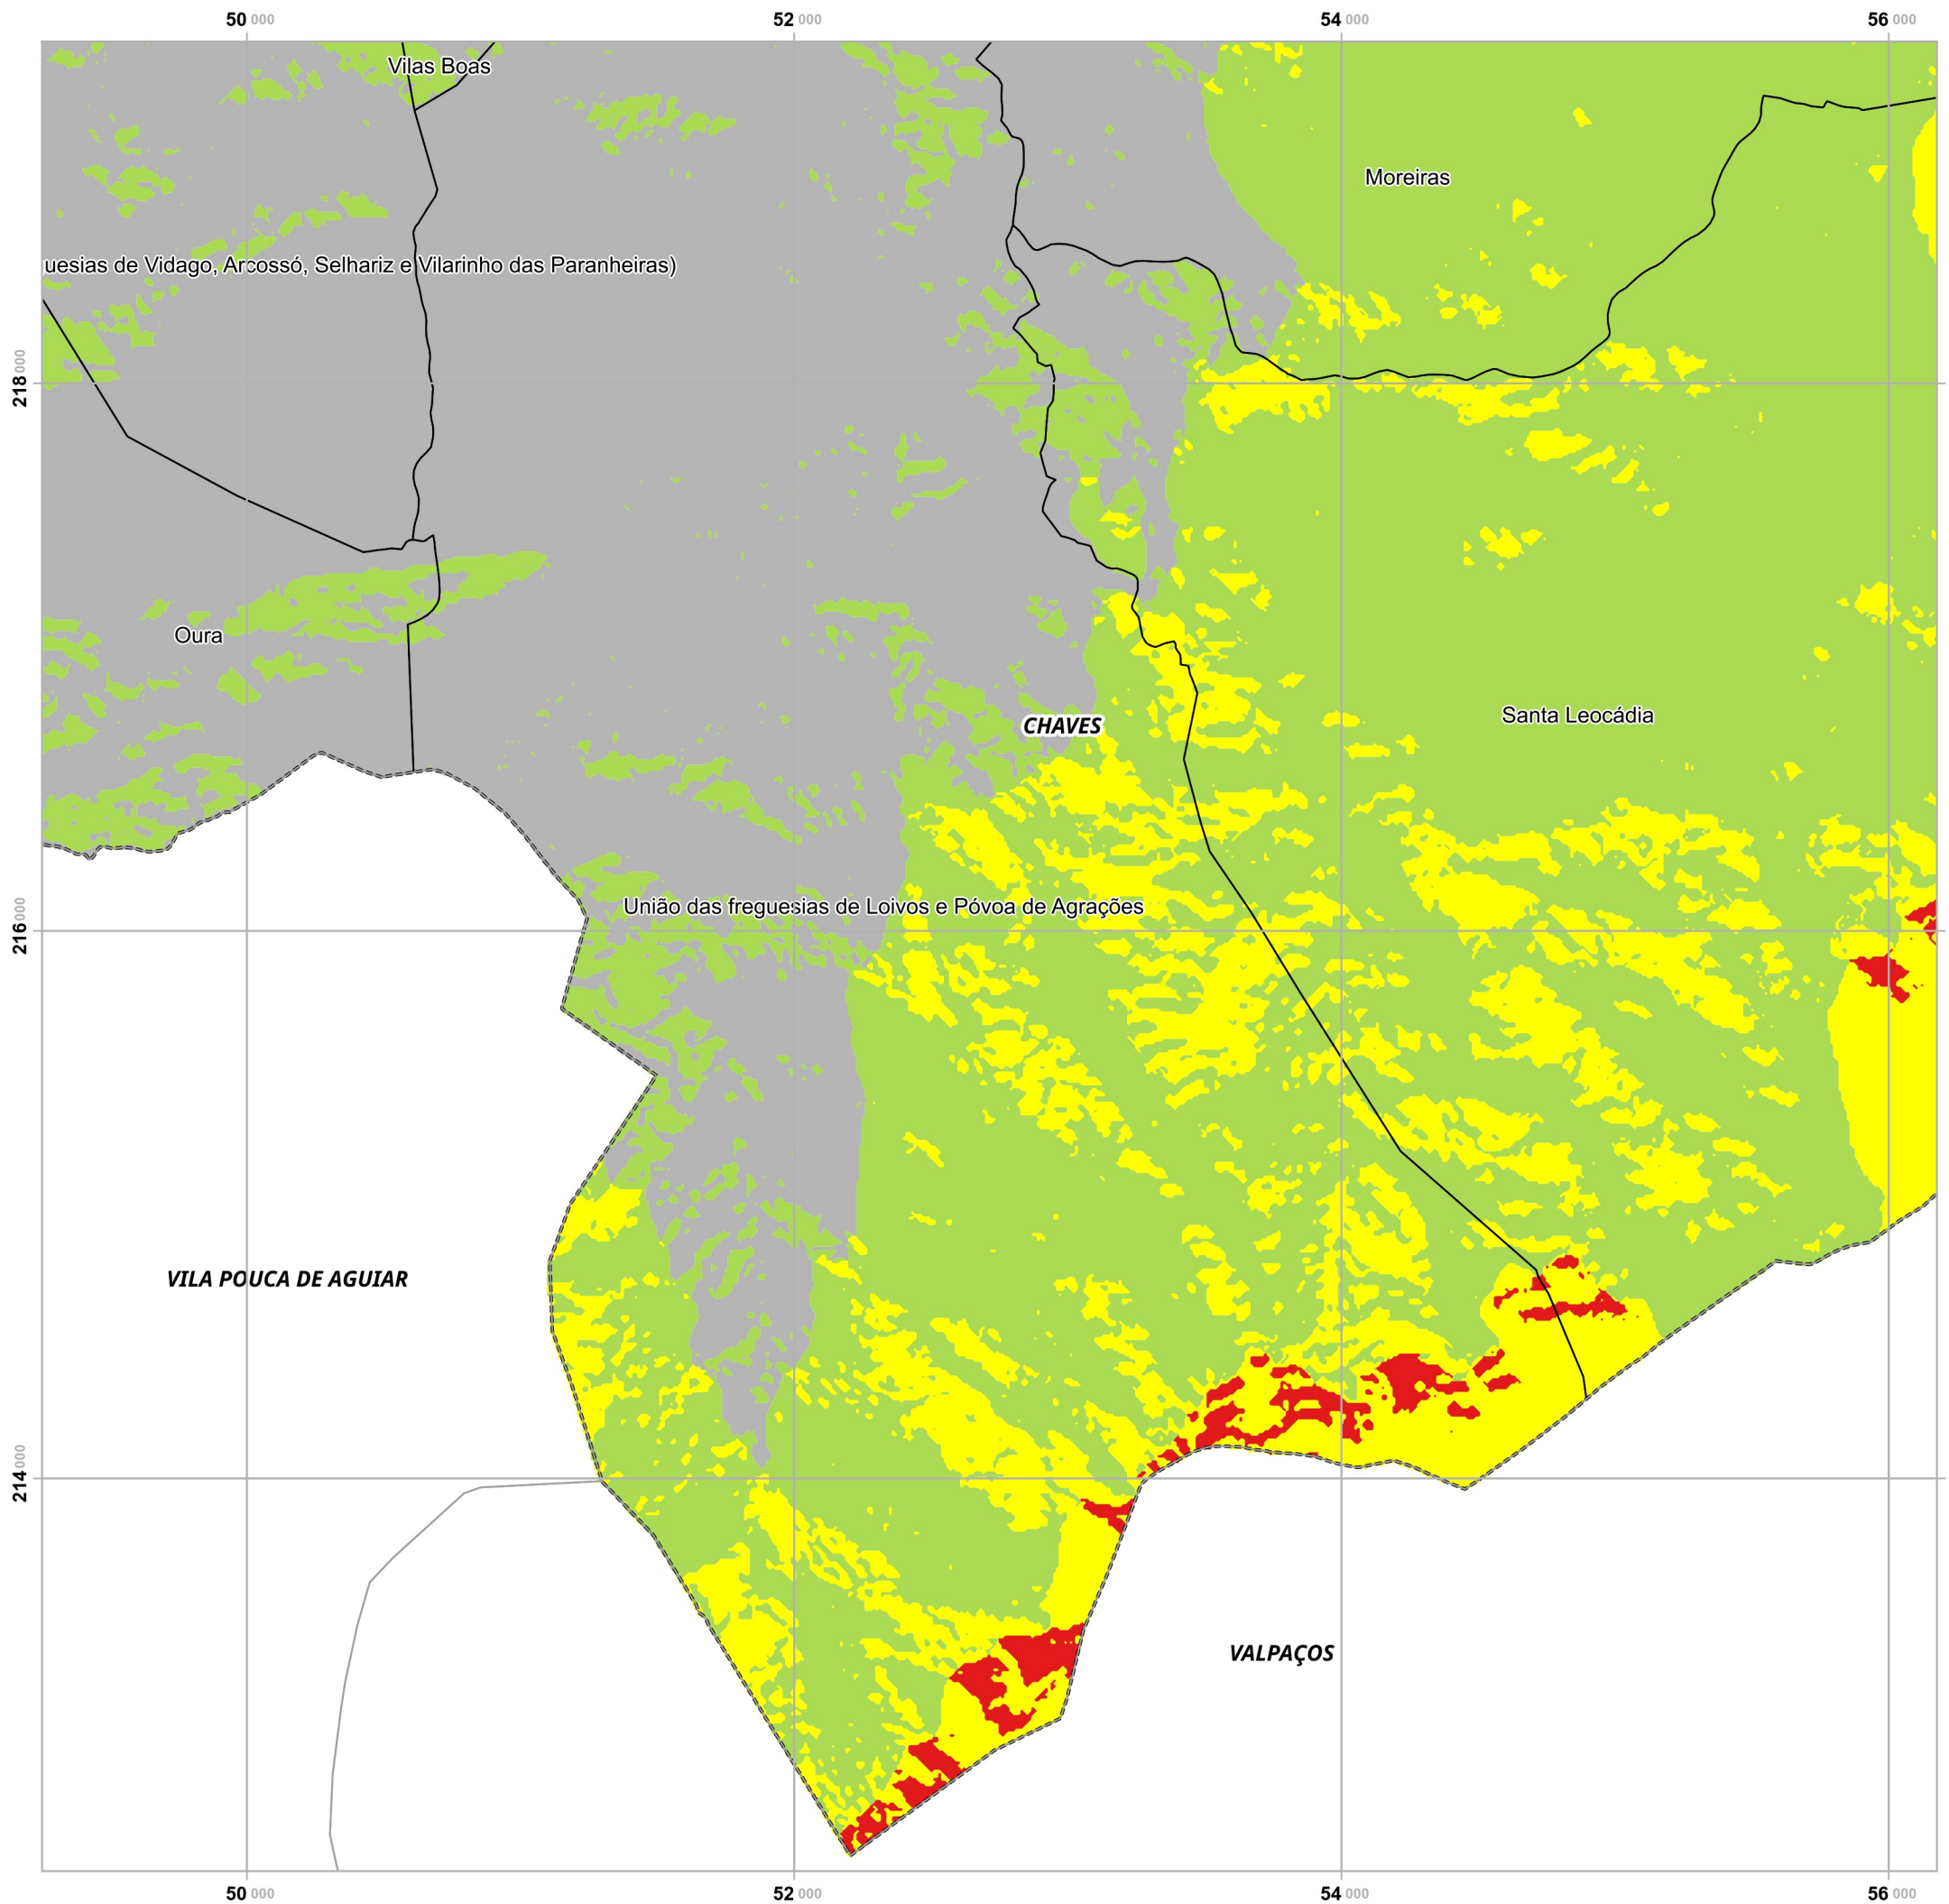 50 000 52 000 54 000 56 000
Vilas Boas
Moreiras
uesias de Vidago, Arcossó, Selhariz e Vilarinho das Paranheiras)
218 000
Oura
Santa Leocádia
CHAVES
União das freguesias de Loivos e Póvoa de Agrações
216 000
VILA POUCA DE AGUIAR
214 000
VALPAÇOS
50 000 52 000 54 000 56 000